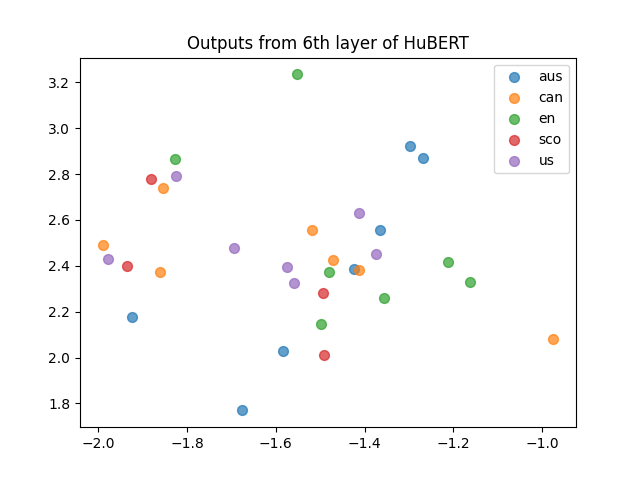 Outputs from 6th layer of HuBERT
aus
can
en
sco
us
3.2
3.0
2.8
2.6
2.4
2.2
2.0
1.8
−2.0 −1.8 −1.6 −1.4 −1.2 −1.0